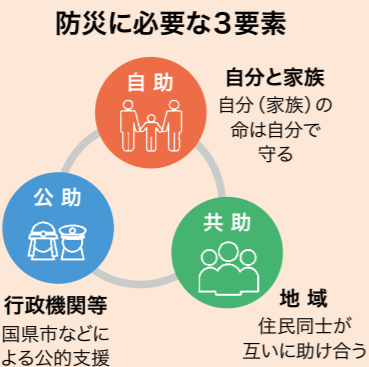 防災に必要な3要素
自助
自分と家族
自分（家族）の
命は自分で
守る
公助
共助
行政機関等
国県市などに
よる公的支援
地域
住民同士が
互いに助け合う